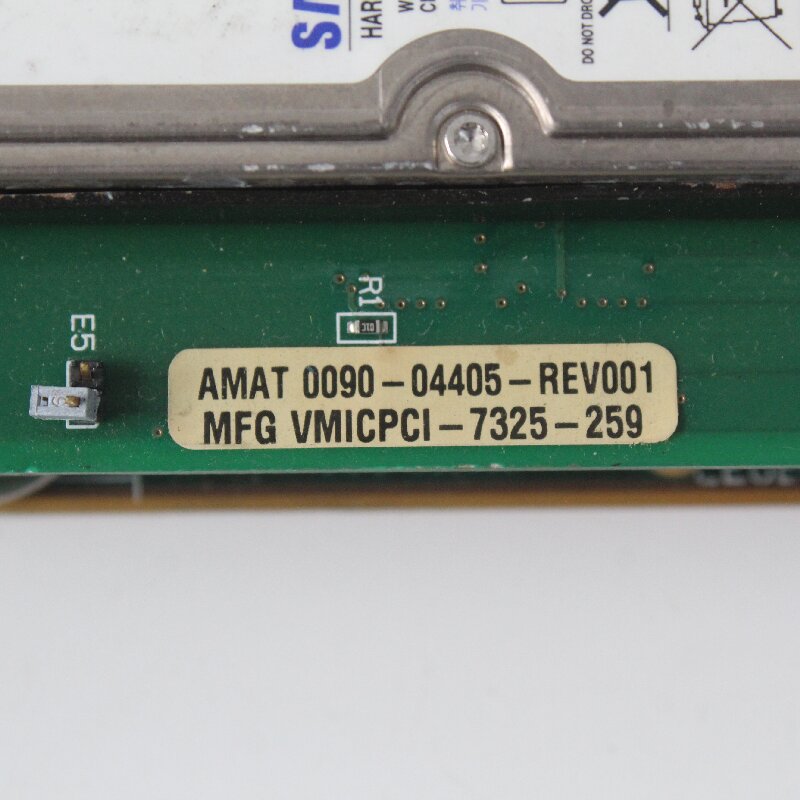 HAR
DO NOT DRO
R1
E5
AMAT 0090-04405-REV001
MFG VMICPCI-7325-259